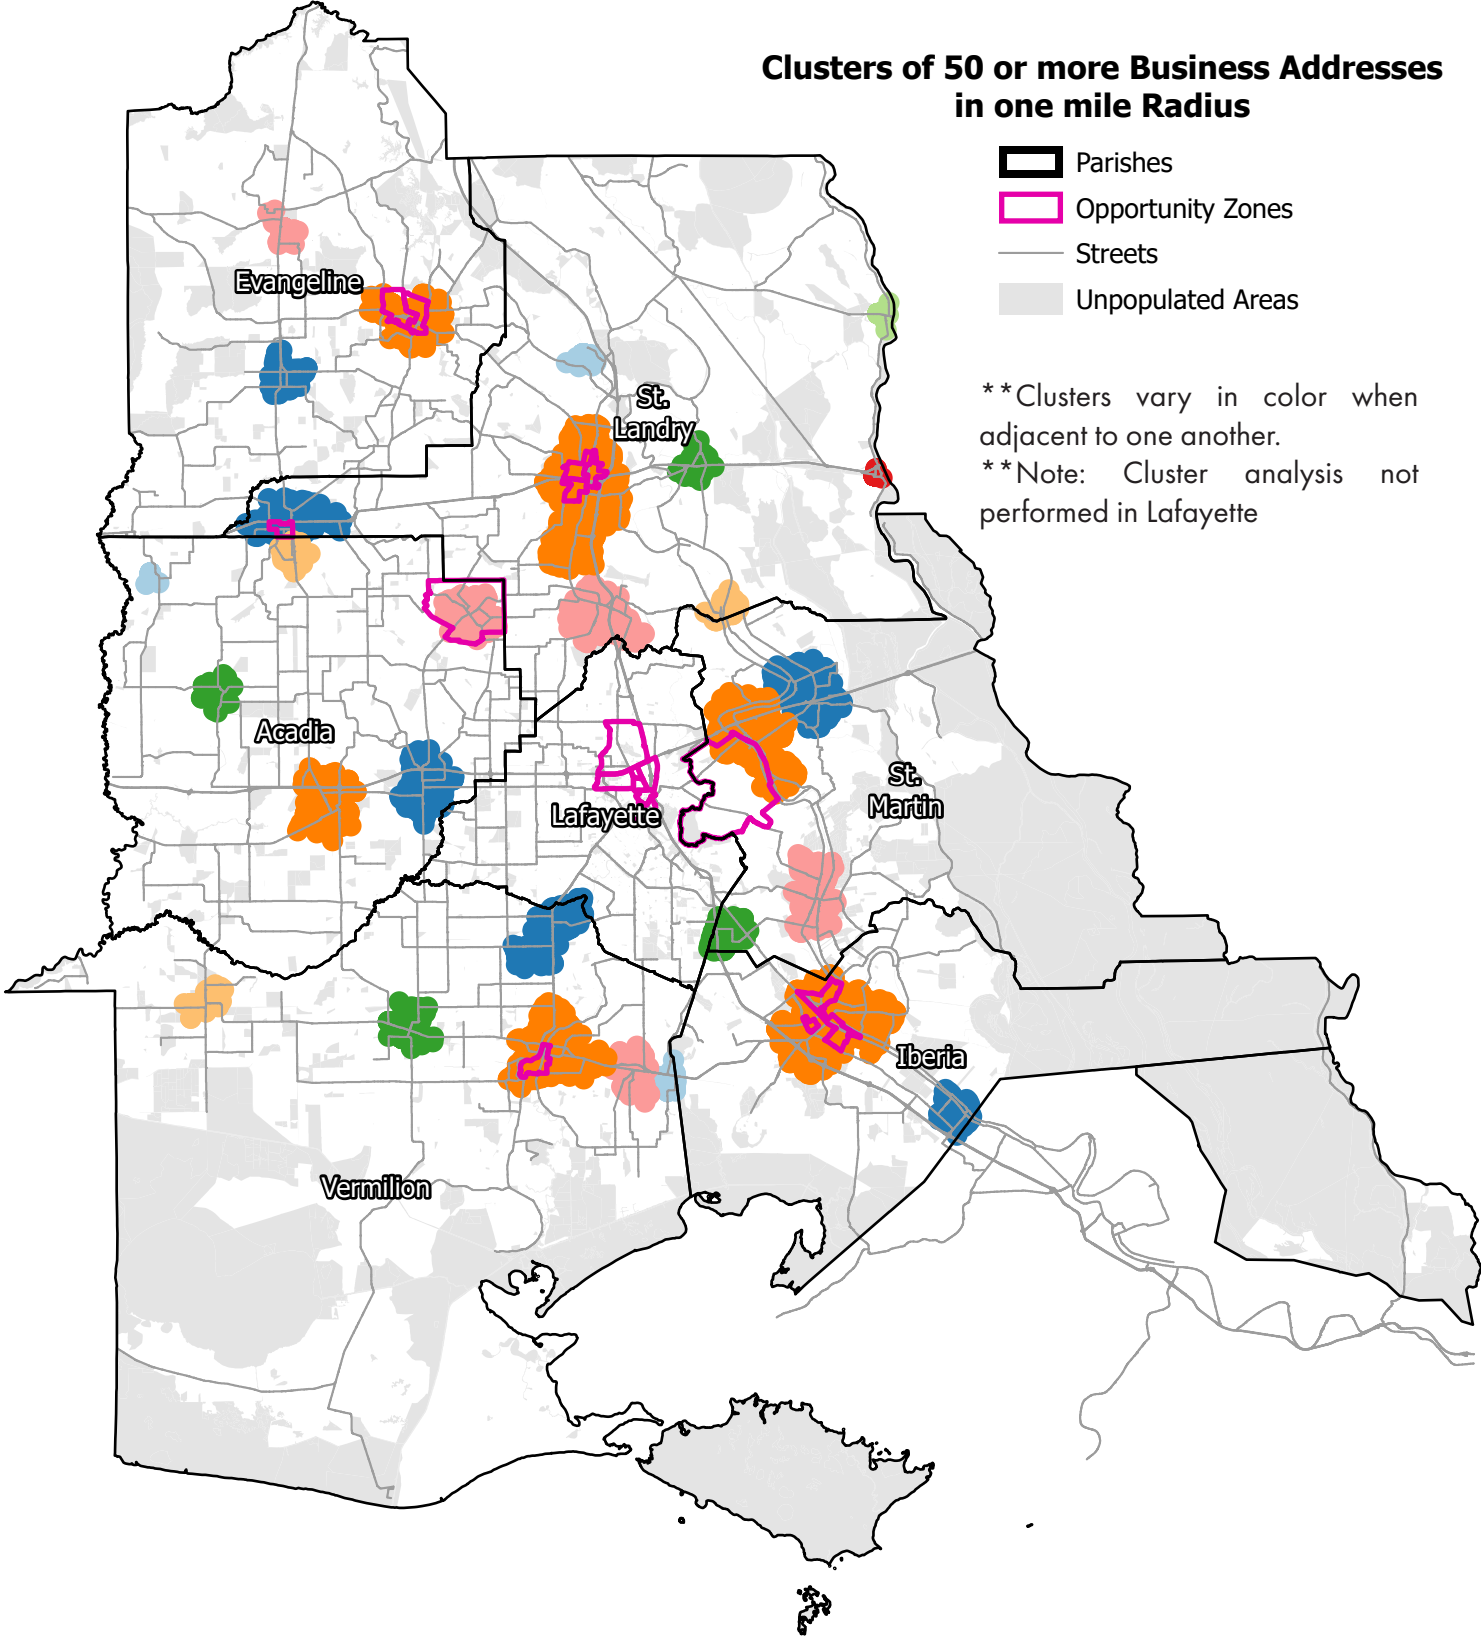 Clusters of 50 or more Business Addresses
in one mile Radius
Parishes
Opportunity Zones
Streets
Unpopulated Areas
**Clusters vary in color when
adjacent to one another.
**Note: Cluster analysis not
performed in Lafayette
Evangeline
St.
Landry
Acadia
Lafayette
St.
Martin
Iberia
Vermilion